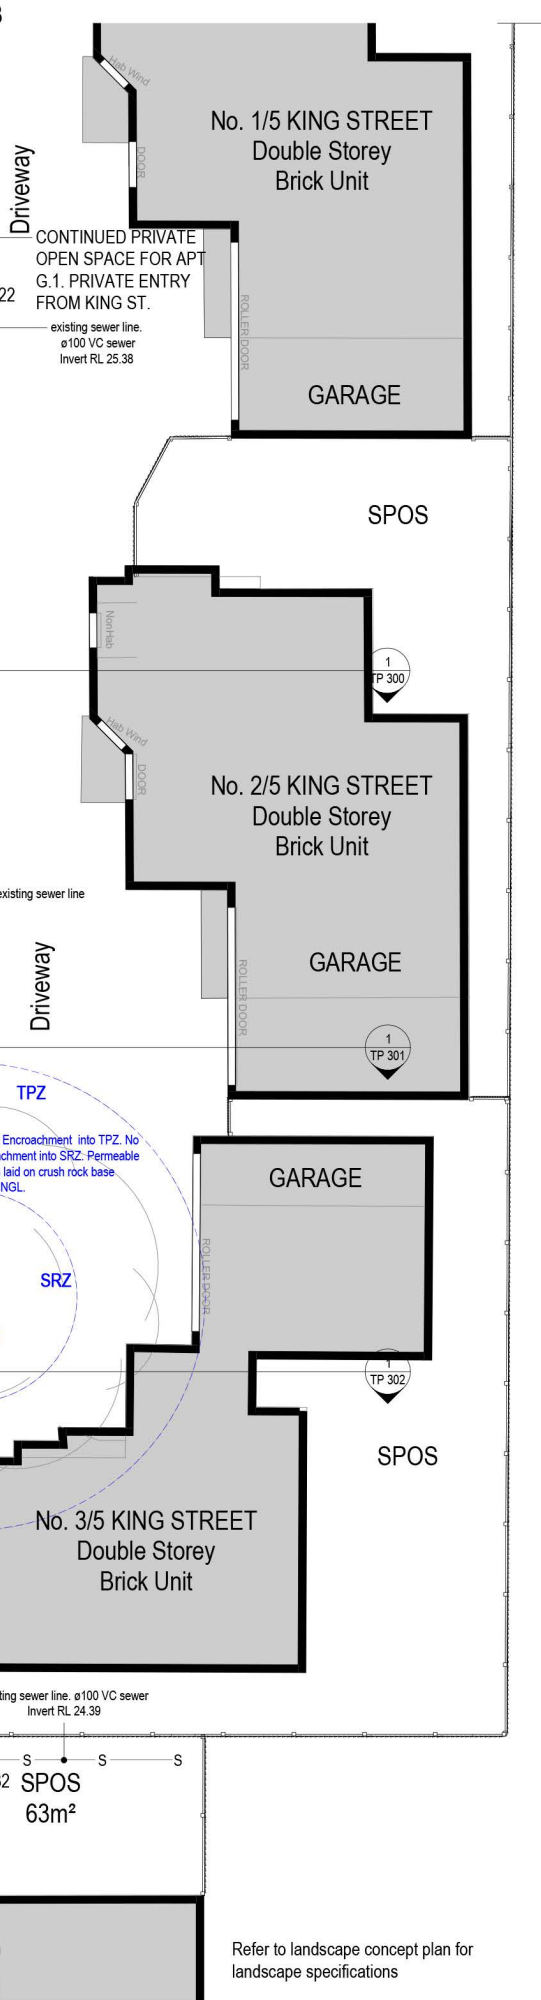 Hab Wind
No. 1/5 KING STREET
Double Storey
Brick Unit
DOOR
Driveway
CONTINUED PRIVATE
OPEN SPACE FOR APT
G.1. PRIVATE ENTRY
FROM KING ST.
22
existing sewer line.
ø100 VC sewer
Invert RL 25.38
ROLLER DOOR
GARAGE
SPOS
NonHab
1
TP 300
Hab Wind
DOOR
No. 2/5 KING STREET
Double Storey
Brick Unit
existing sewer line
Driveway
GARAGE
ROLLER DOOR
1
TP 301
TPZ
Encroachment into TPZ. No
chment into SRZ. Permeable
laid on crush rock base
NGL.
GARAGE
ROLLER DOOR
SRZ
1
TP 302
SPOS
No. 3/5 KING STREET
Double Storey
Brick Unit
ting sewer line. ø100 VC sewer
Invert RL 24.39
S S S
SPOS
63m²
Refer to landscape concept plan for
landscape specifications